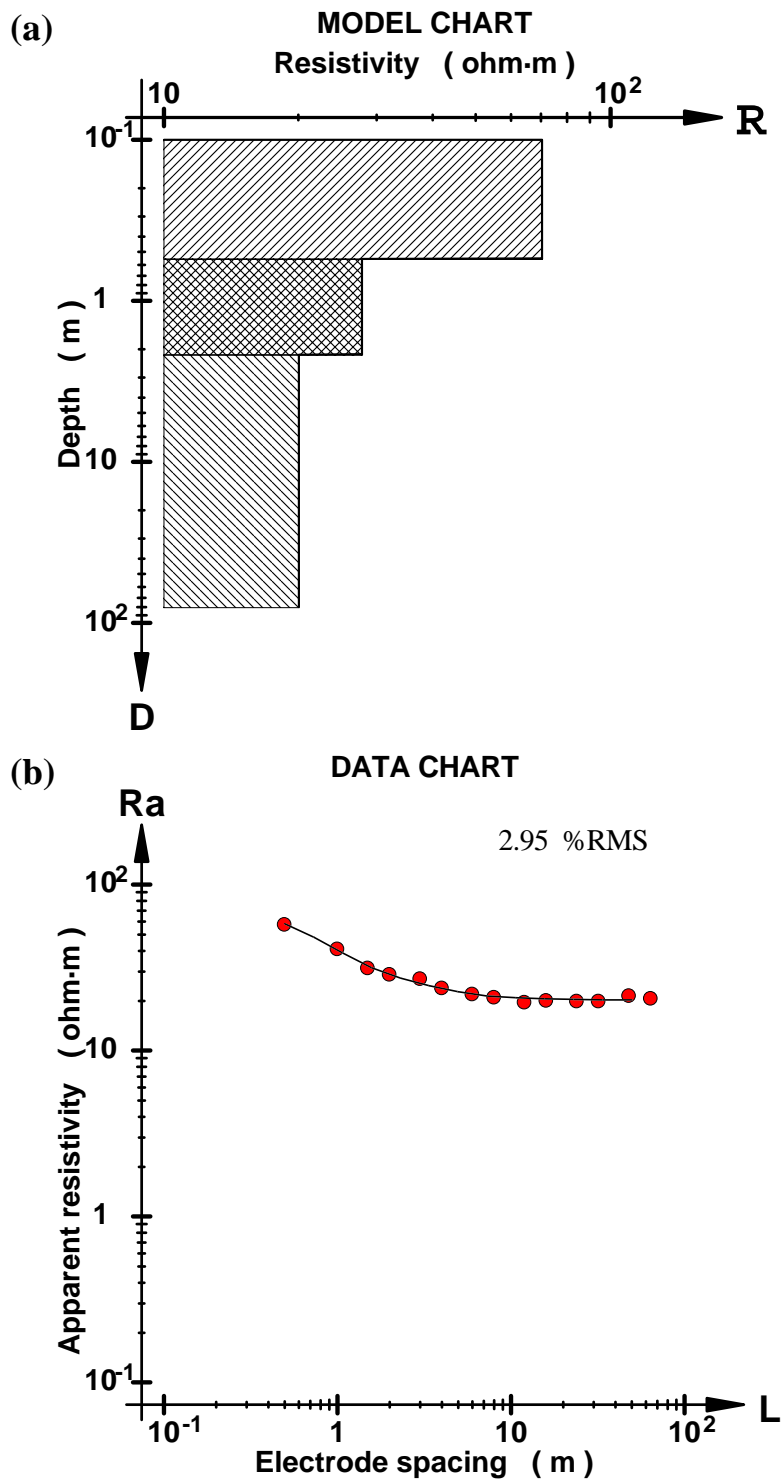 (a)
MODEL CHART
Resistivity ( ohm·m )
10 10²
R
10⁻¹
1
10
10²
Depth ( m )
D
(b)
DATA CHART
Ra
2.95 %RMS
10²
10
1
10⁻¹
Apparent resistivity ( ohm·m )
L
10⁻¹ 1 10 10²
Electrode spacing ( m )